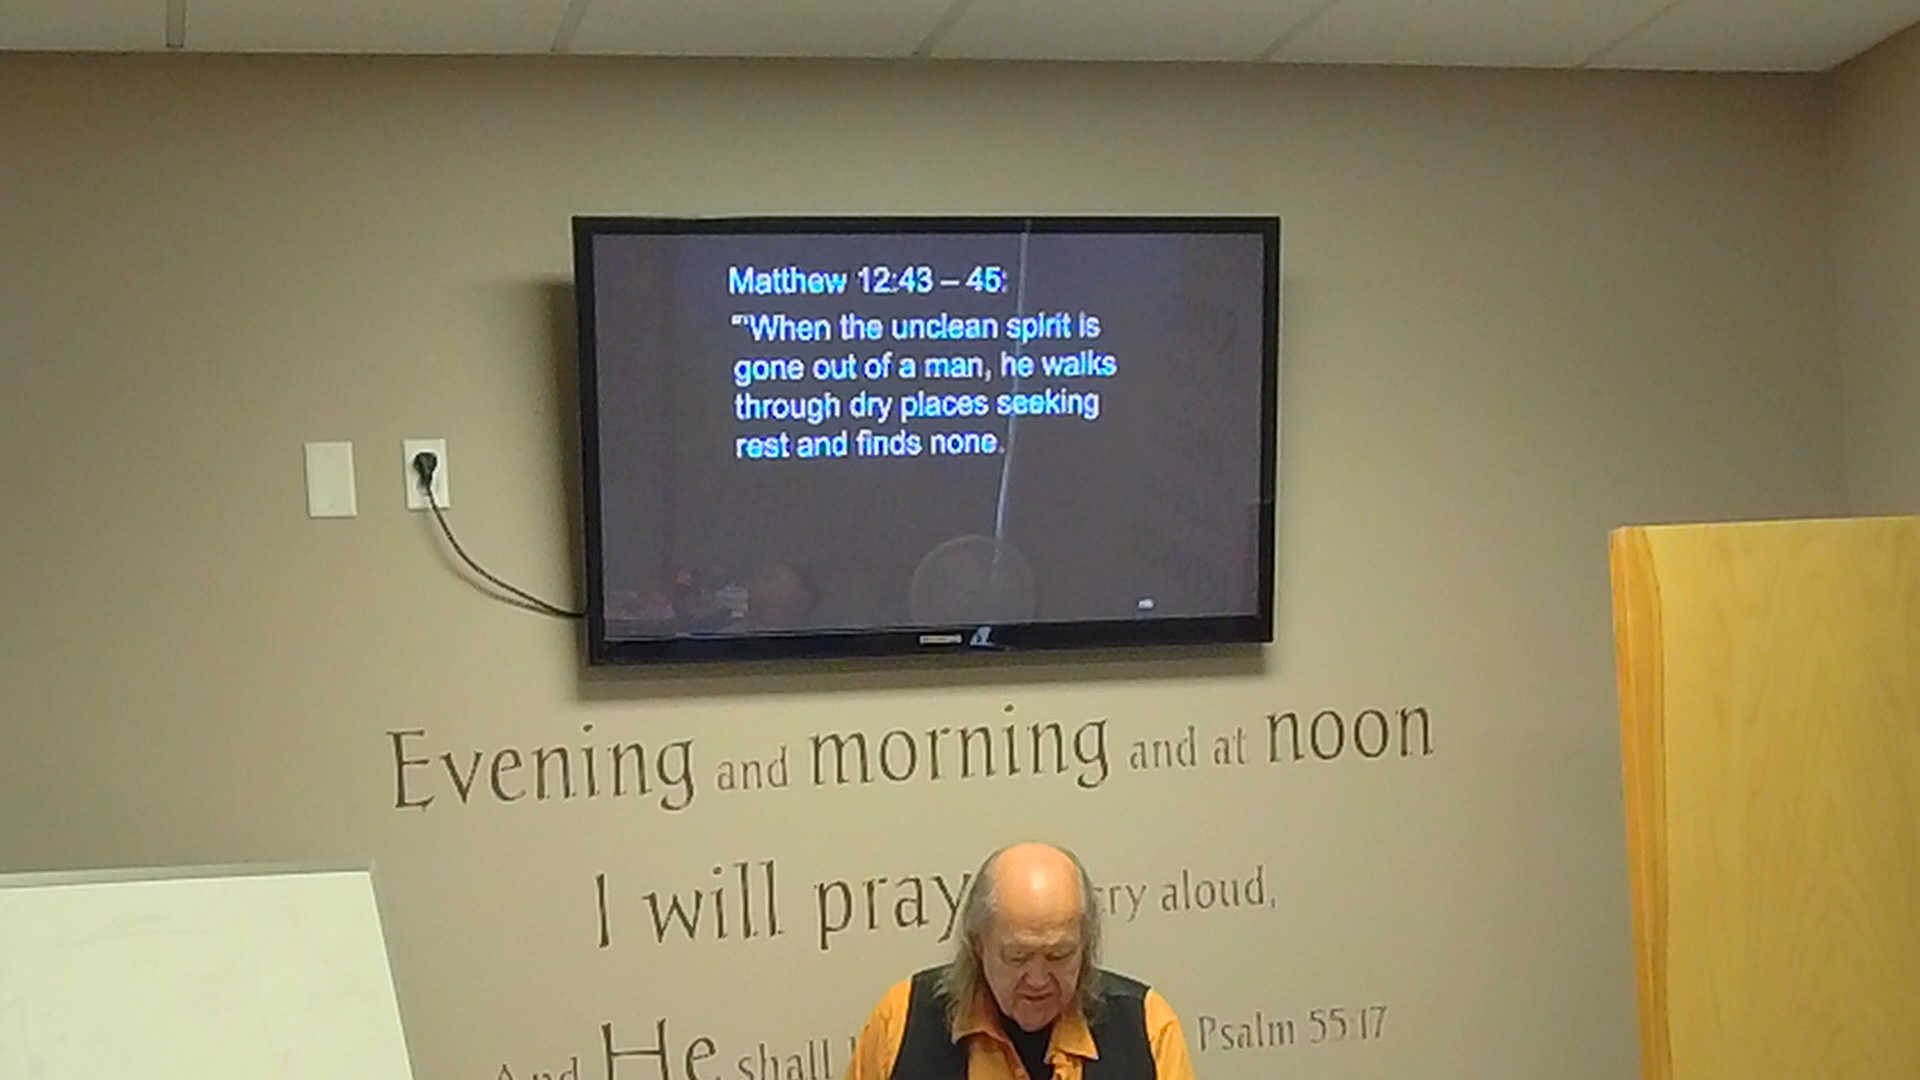 Matthew 12:43 – 45:
"'When the unclean spirit is
gone out of a man, he walks
through dry places seeking
rest and finds none.
Evening and morning and at noon
I will pray cry aloud,
And He shall
Psalm 55:17